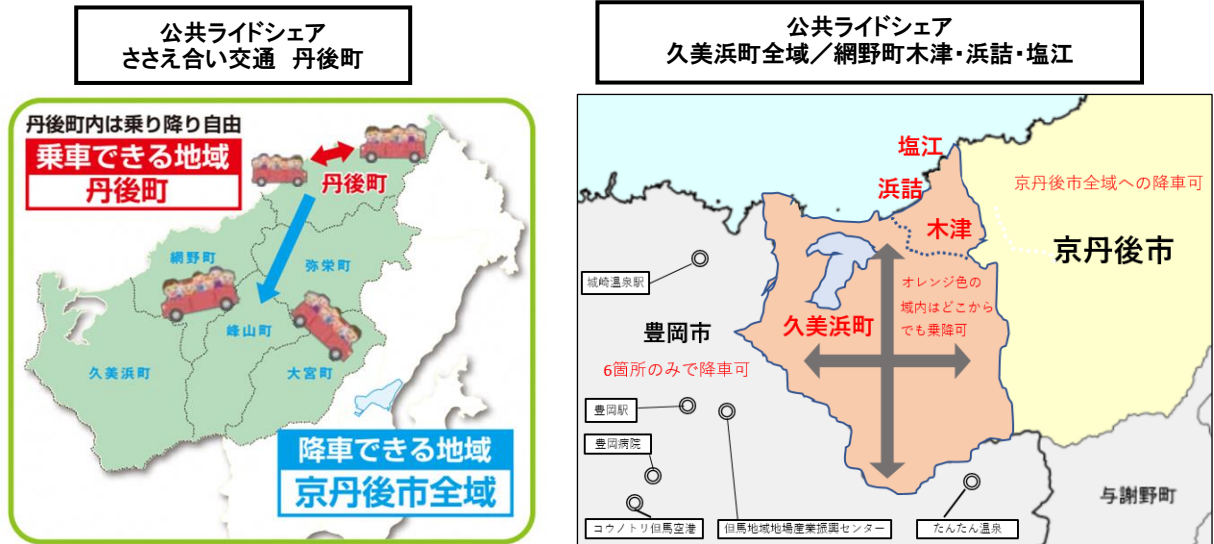 公共ライドシェア
ささえ合い交通 丹後町
丹後町内は乗り降り自由
乗車できる地域
丹後町
丹後町
網野町
弥栄町
峰山町
久美浜町
大宮町
降車できる地域
京丹後市全域
公共ライドシェア
久美浜町全域／網野町木津・浜詰・塩江
塩江
浜詰
木津
京丹後市全域への降車可
京丹後市
城崎温泉駅
オレンジ色の
域内はどこから
でも乗降可
豊岡市
久美浜町
6箇所のみで降車可
豊岡駅
豊岡病院
与謝野町
コウノトリ但馬空港
但馬地域地場産業振興センター
たんたん温泉